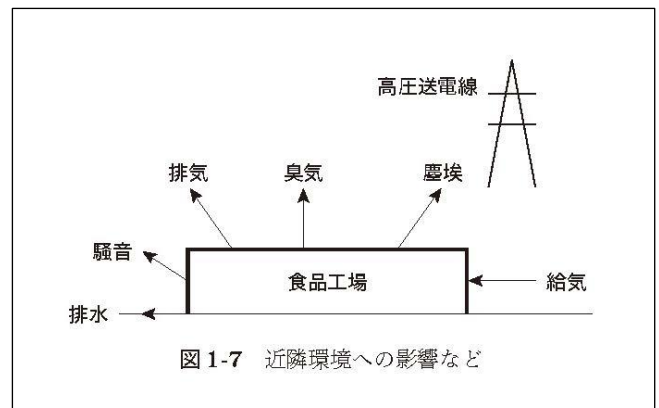 高圧送電線
排気
臭気
塵埃
騒音
食品工場
給気
排水
図1-7 近隣環境への影響など